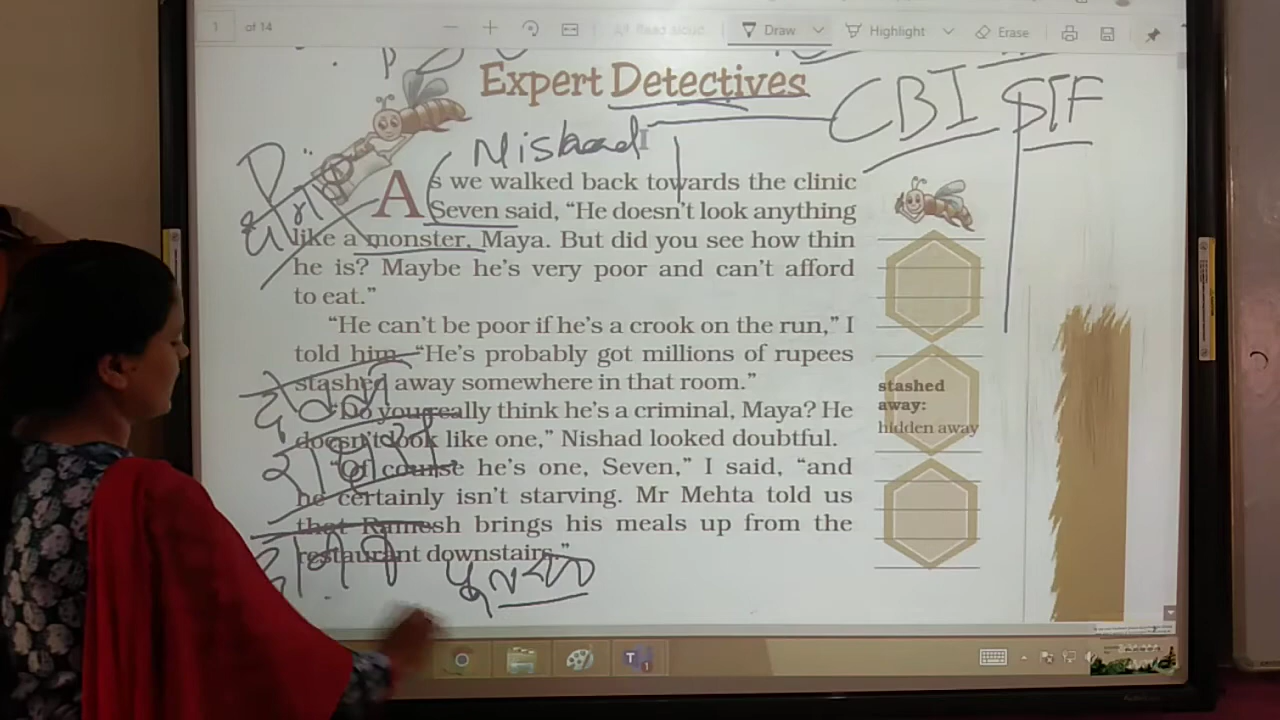 1 of 14
Read aloud
Draw
Highlight
Erase
Expert Detectives
CBI SIF
As we walked back towards the clinic
Seven said, “He doesn’t look anything
like a monster, Maya. But did you see how thin
he is? Maybe he’s very poor and can’t afford
to eat.”
“He can’t be poor if he’s a crook on the run,” I
told him. “He’s probably got millions of rupees
stashed away somewhere in that room.”
“Do you really think he’s a criminal, Maya? He
doesn’t look like one,” Nishad looked doubtful.
“Of course he’s one, Seven,” I said, “and
he certainly isn’t starving. Mr Mehta told us
that Ramesh brings his meals up from the
restaurant downstairs.”
stashed
away:
hidden away